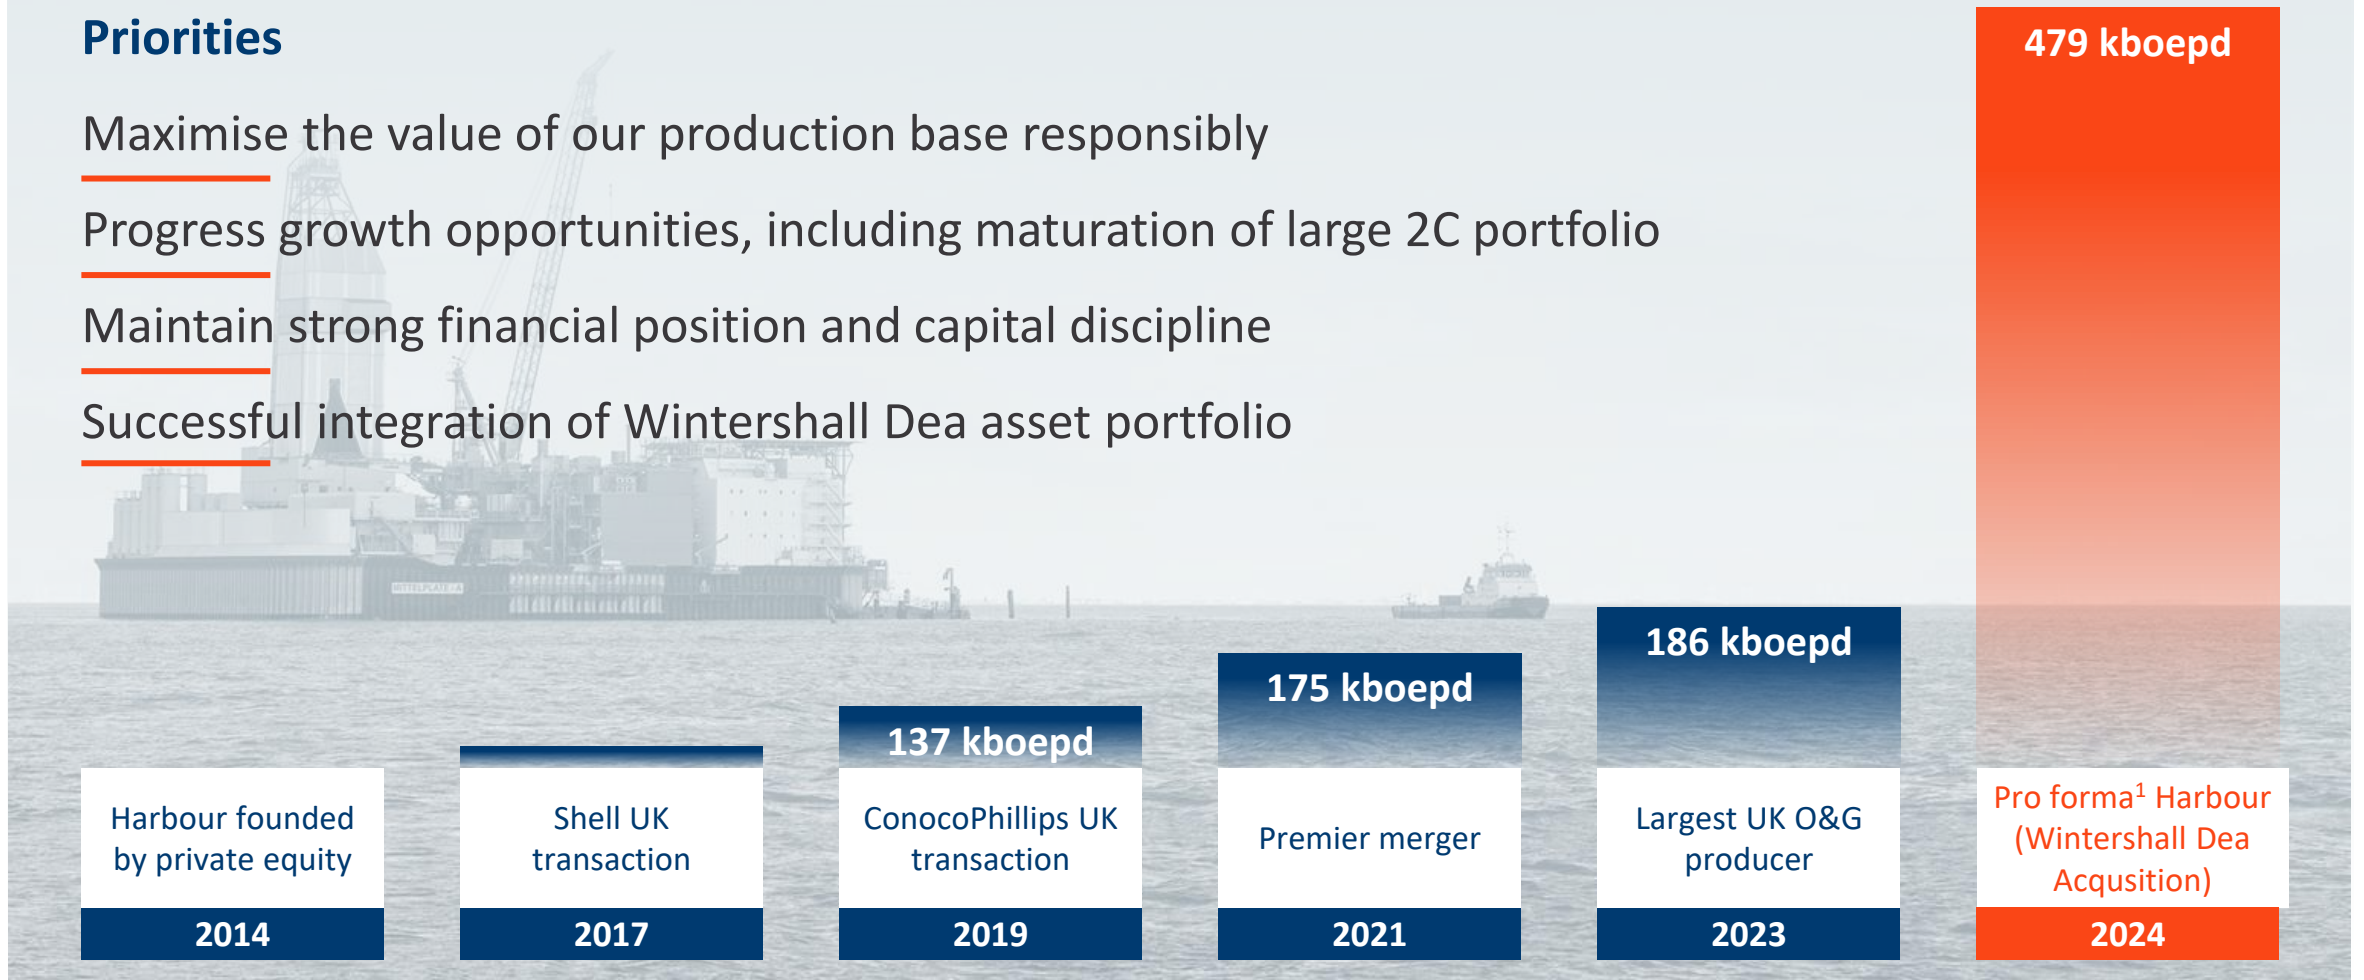 Priorities
Maximise the value of our production base responsibly
Progress growth opportunities, including maturation of large 2C portfolio
Maintain strong financial position and capital discipline
Successful integration of Wintershall Dea asset portfolio
MITTELPLATE A
479 kboepd
186 kboepd
175 kboepd
137 kboepd
Harbour founded
by private equity
2014
Shell UK
transaction
2017
ConocoPhillips UK
transaction
2019
Premier merger
2021
Largest UK O&G
producer
2023
Pro forma¹ Harbour
(Wintershall Dea
Acqusition)
2024